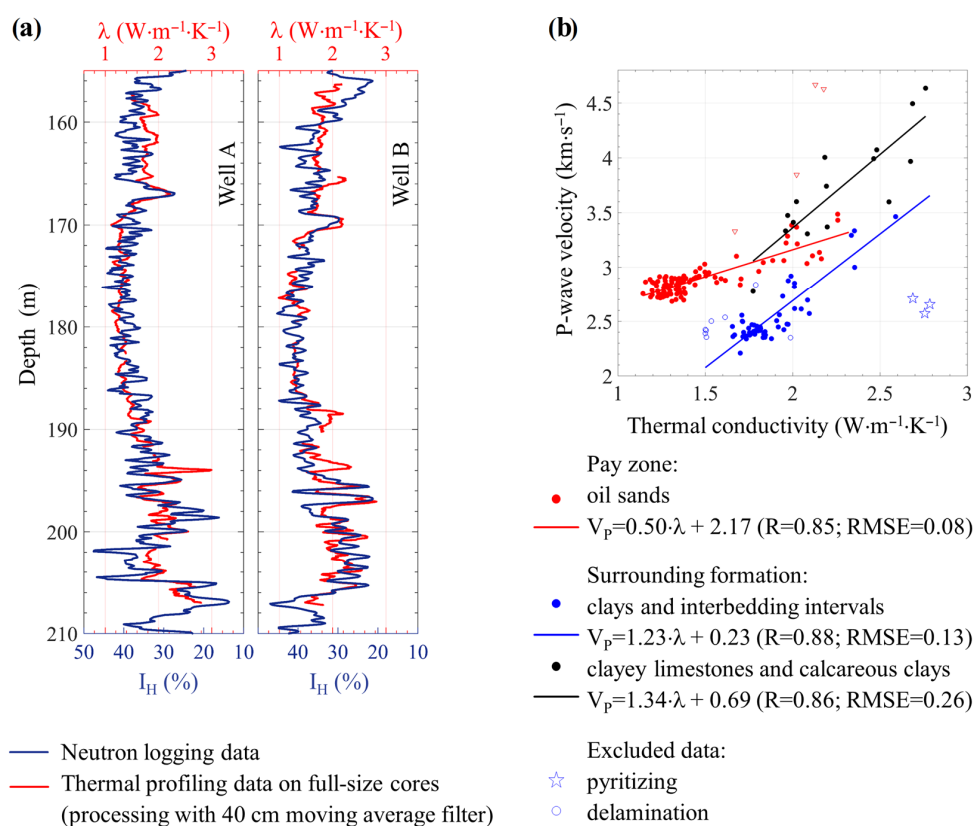 (a)
λ (W·m⁻¹·K⁻¹)
1 2 3
λ (W·m⁻¹·K⁻¹)
1 2 3
Depth (m)
160
170
180
190
200
210
Well A
Well B
50 40 30 20 10
40 30 20 10
I_H (%)
I_H (%)
Neutron logging data
Thermal profiling data on full-size cores
(processing with 40 cm moving average filter)
(b)
P-wave velocity (km·s⁻¹)
4.5
4
3.5
3
2.5
2
1 1.5 2 2.5 3
Thermal conductivity (W·m⁻¹·K⁻¹)
Pay zone:
oil sands
V_P=0.50·λ + 2.17 (R=0.85; RMSE=0.08)
Surrounding formation:
clays and interbedding intervals
V_P=1.23·λ + 0.23 (R=0.88; RMSE=0.13)
clayey limestones and calcareous clays
V_P=1.34·λ + 0.69 (R=0.86; RMSE=0.26)
Excluded data:
pyritizing
delamination